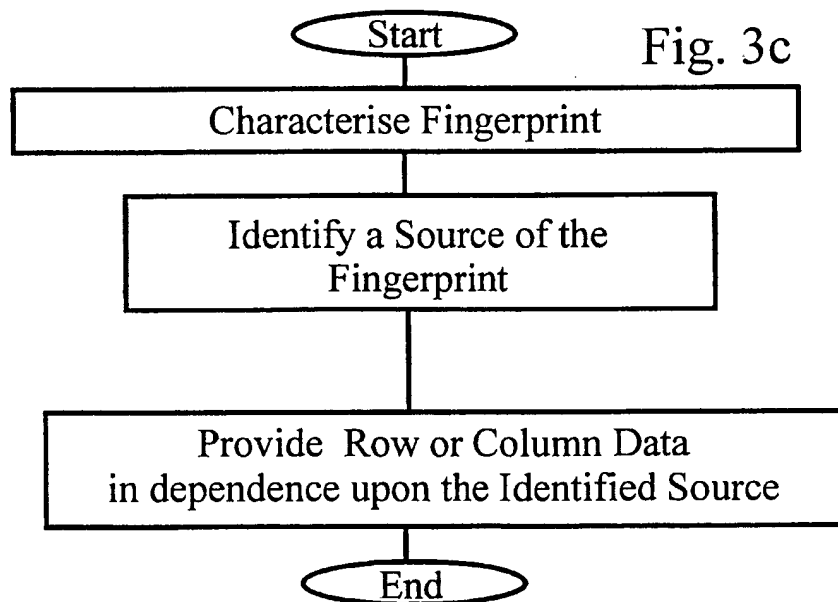 Start
Fig. 3c
Characterise Fingerprint
Identify a Source of the
Fingerprint
Provide Row or Column Data
in dependence upon the Identified Source
End